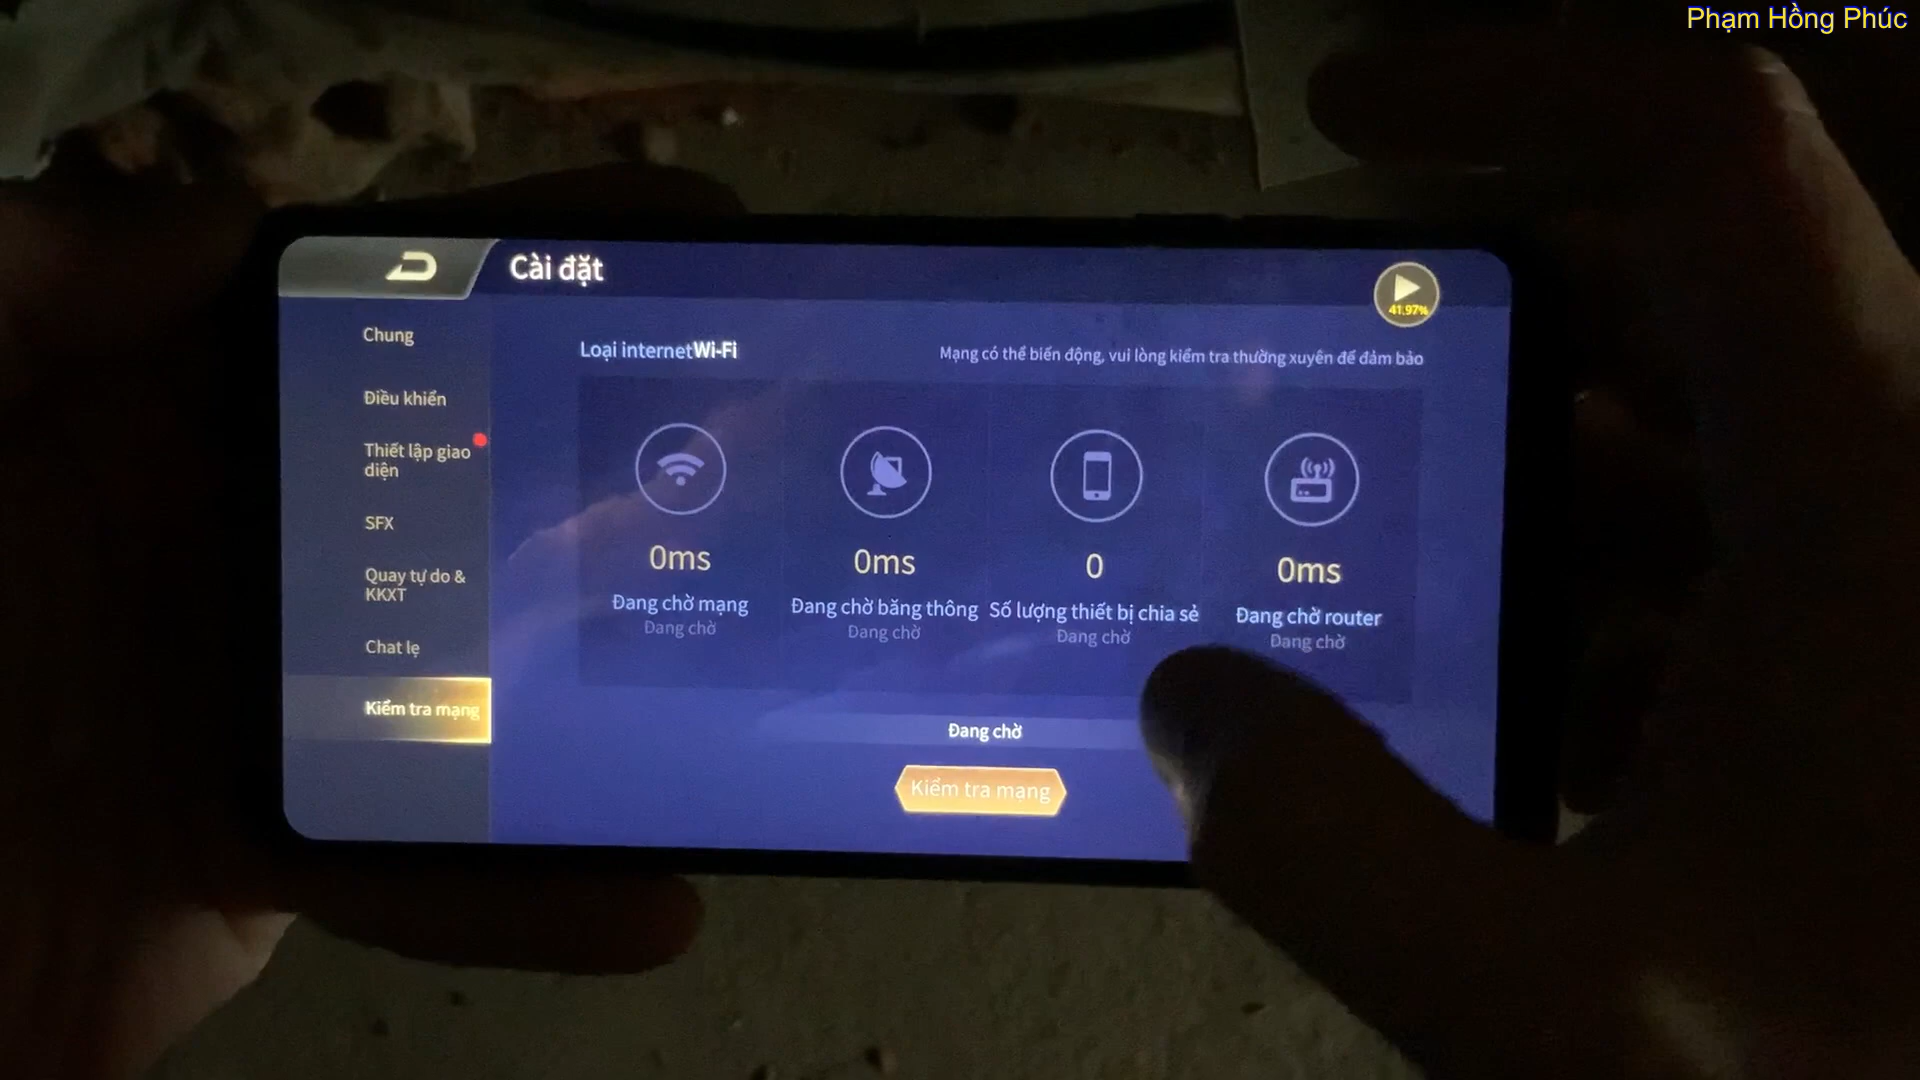 Phạm Hồng Phúc
Cài đặt
41.97%
Chung
Điều khiển
Thiết lập giao
diện
SFX
Quay tự do &
KKXT
Chat lẹ
Kiểm tra mạng
Loại internetWi-Fi
Mạng có thể biến động, vui lòng kiểm tra thường xuyên để đảm bảo
0ms
Đang chờ mạng
Đang chờ
0ms
Đang chờ băng thông
Đang chờ
0
Số lượng thiết bị chia sẻ
Đang chờ
0ms
Đang chờ router
Đang chờ
Đang chờ
Kiểm tra mạng